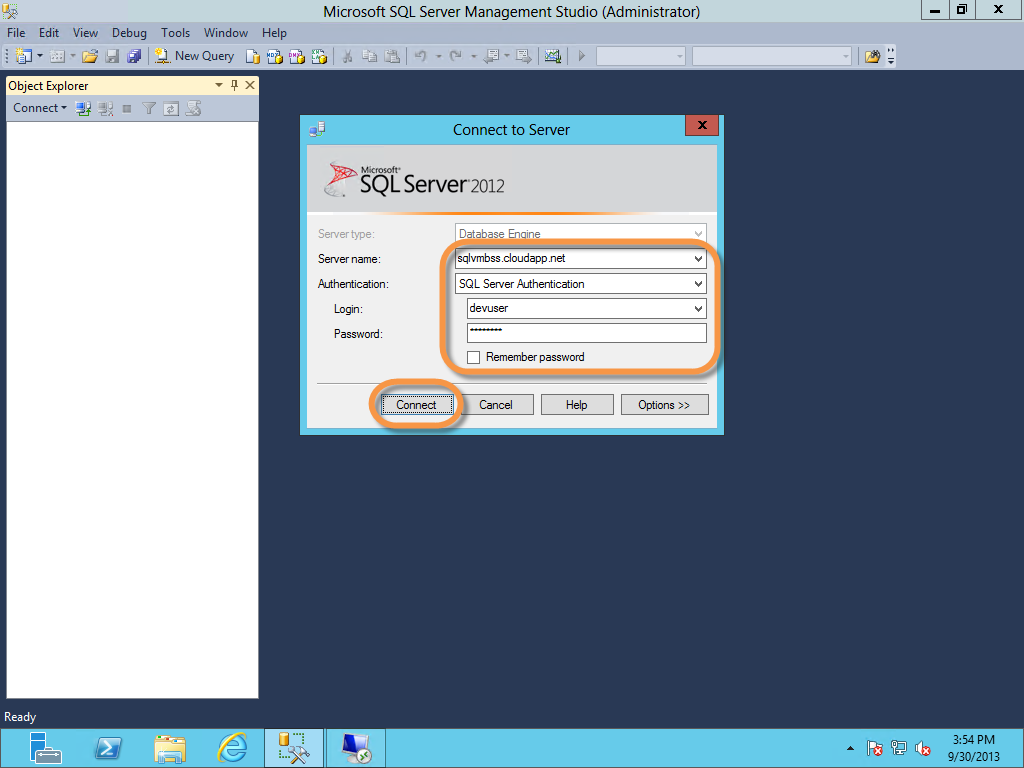 Microsoft SQL Server Management Studio (Administrator)
File Edit View Debug Tools Window Help
New Query
Object Explorer
Connect
Connect to Server
Microsoft®
SQL Server® 2012
Server type: Database Engine
Server name: sqlvmbss.cloudapp.net
Authentication: SQL Server Authentication
Login: devuser
Password: ********
Remember password
Connect Cancel Help Options >>
Ready
3:54 PM
9/30/2013